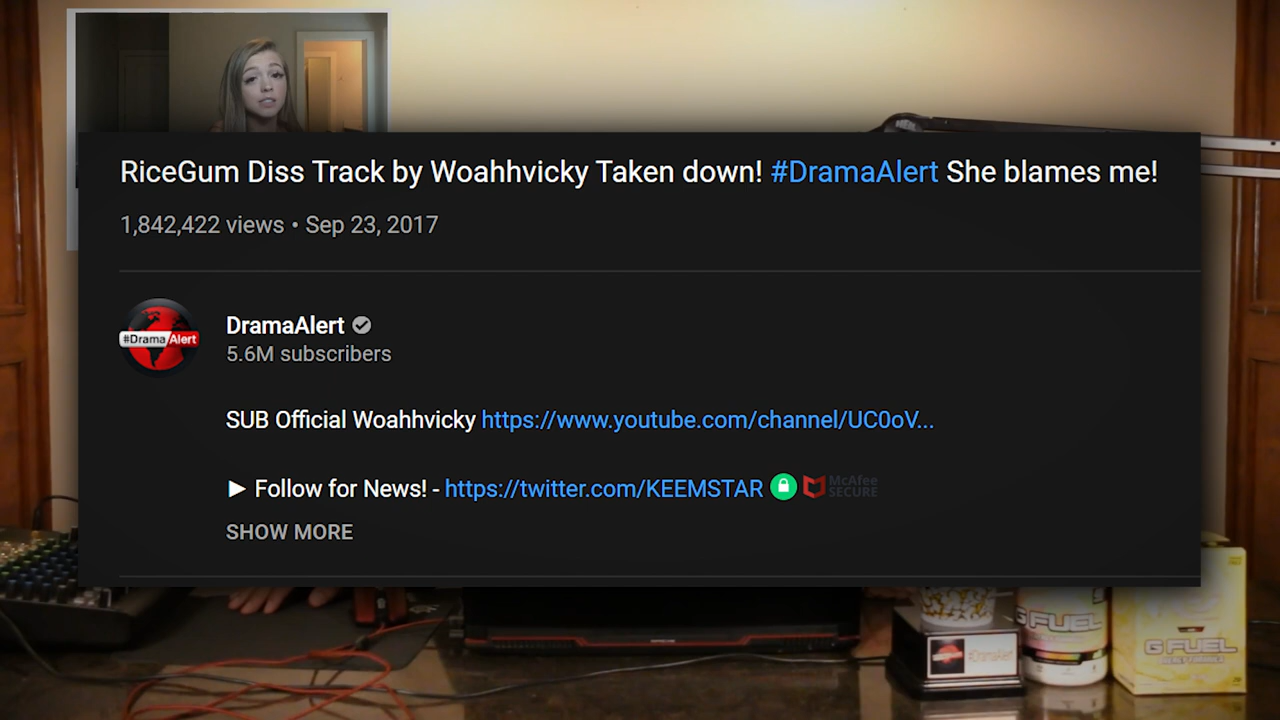 RiceGum Diss Track by Woahhvicky Taken down! #DramaAlert She blames me!
1,842,422 views • Sep 23, 2017
#DramaAlert
DramaAlert
5.6M subscribers
SUB Official Woahhvicky https://www.youtube.com/channel/UC0oV...
► Follow for News! - https://twitter.com/KEEMSTAR McAfee
SECURE
SHOW MORE
G FUEL
G FUEL
#DramaAlert